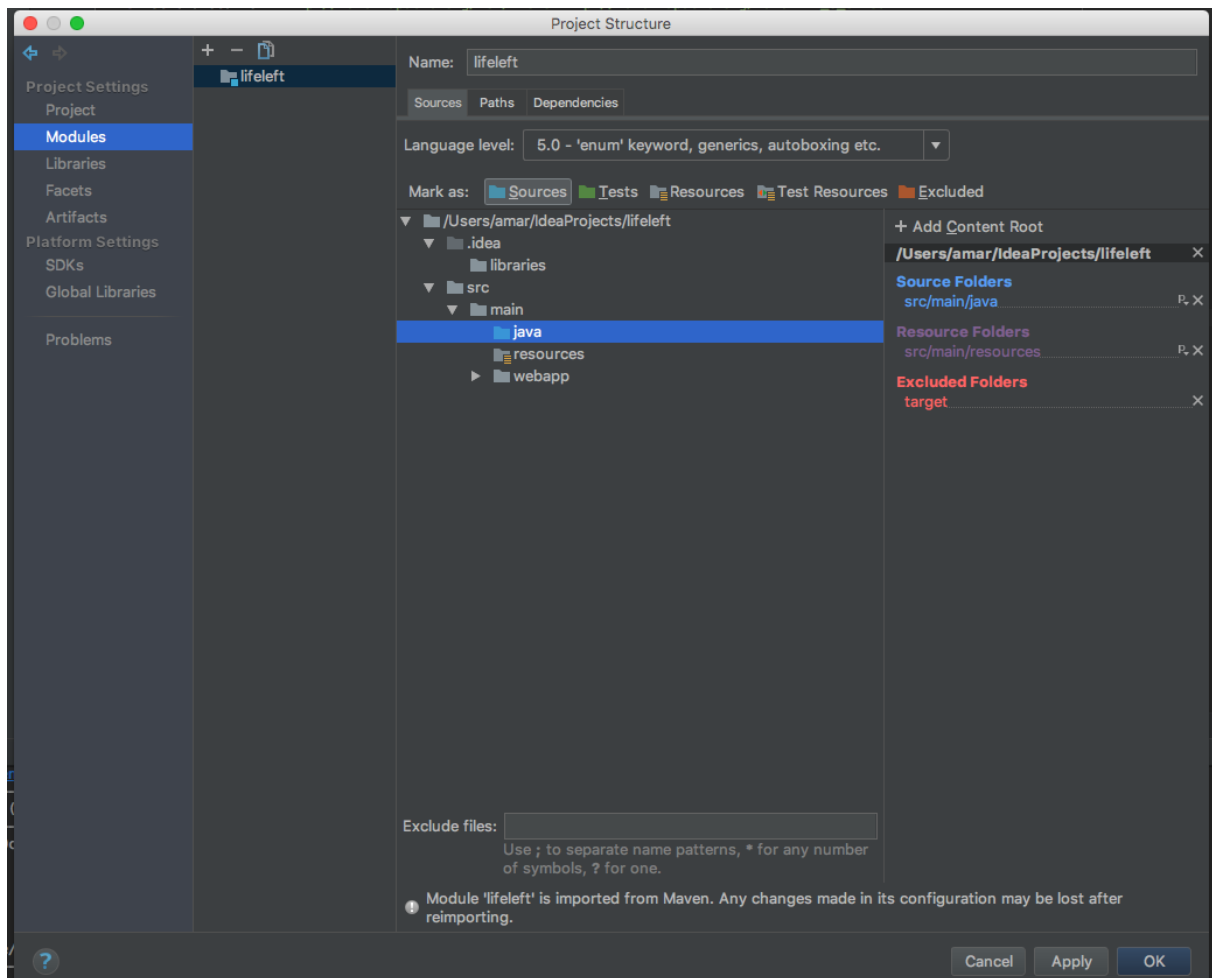 Project Structure
Project Settings
Project
Modules
Libraries
Facets
Artifacts
Platform Settings
SDKs
Global Libraries
Problems
lifeleft
Name: lifeleft
Sources Paths Dependencies
Language level: 5.0 - 'enum' keyword, generics, autoboxing etc.
Mark as: Sources Tests Resources Test Resources Excluded
/Users/amar/IdeaProjects/lifeleft
.idea
libraries
src
main
java
resources
webapp
+ Add Content Root
/Users/amar/IdeaProjects/lifeleft
Source Folders
src/main/java
Resource Folders
src/main/resources
Excluded Folders
target
Exclude files:
Use ; to separate name patterns, * for any number
of symbols, ? for one.
Module 'lifeleft' is imported from Maven. Any changes made in its configuration may be lost after
reimporting.
? Cancel Apply OK